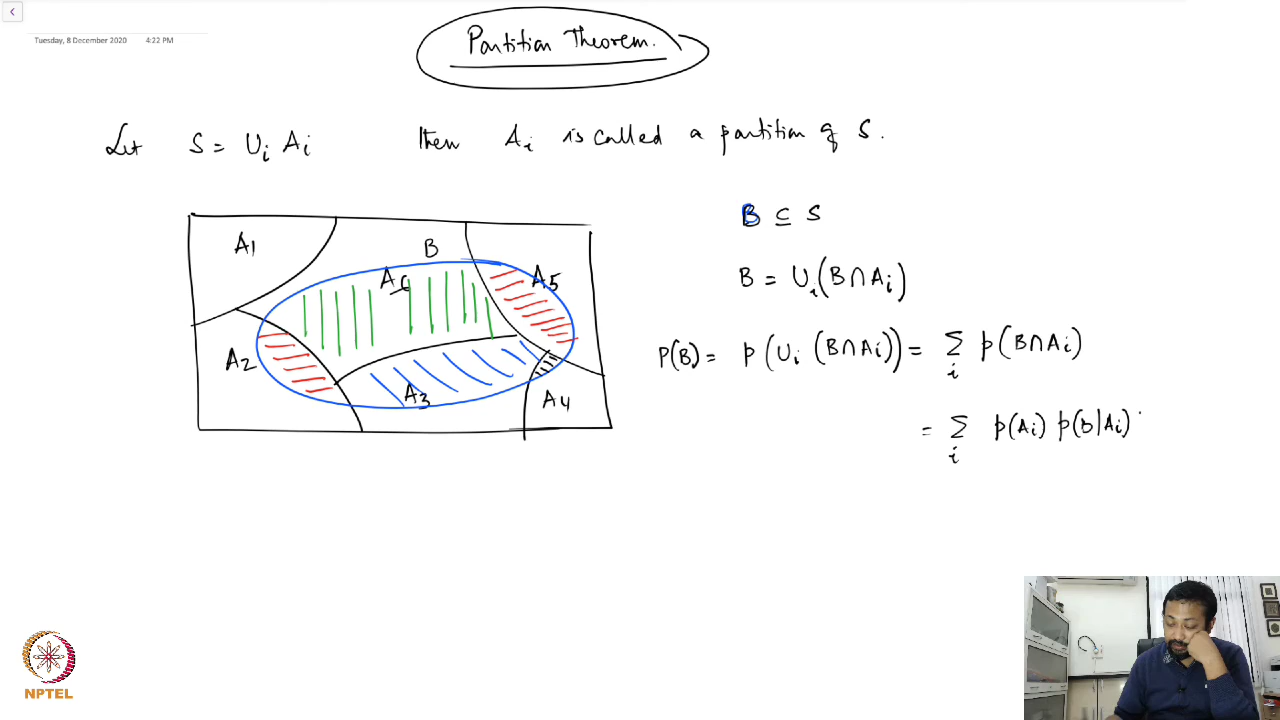 Partition Theorem.
Tuesday, 8 December 2020 4:22 PM
Let S = ∪i Ai then Ai is called a partition of S.
B ⊆ S
A1 B A6 A5
B = ∪i (B∩Ai)
A2 A3 A4
P(B) = p(∪i (B∩Ai)) = Σi p(B∩Ai)
= Σi p(Ai) p(B|Ai)
NPTEL